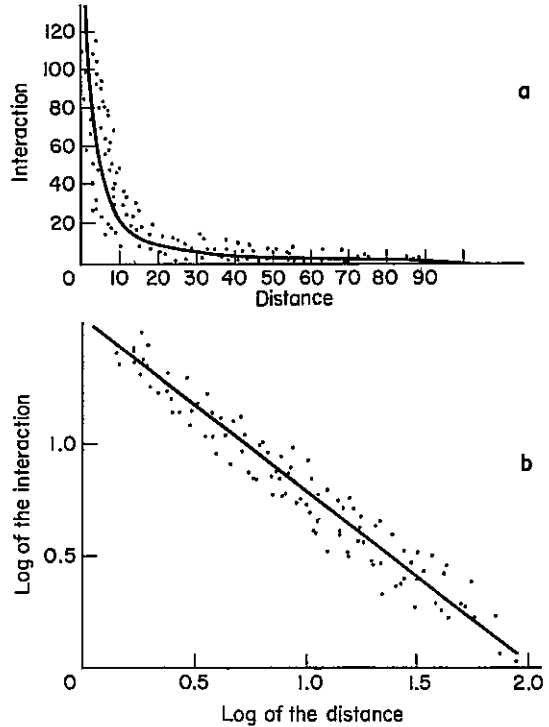 120
100
80
60
40
20
Interaction
a
0 10 20 30 40 50 60 70 80 90
Distance
1.0
0.5
Log of the interaction
b
0 0.5 1.0 1.5 2.0
Log of the distance